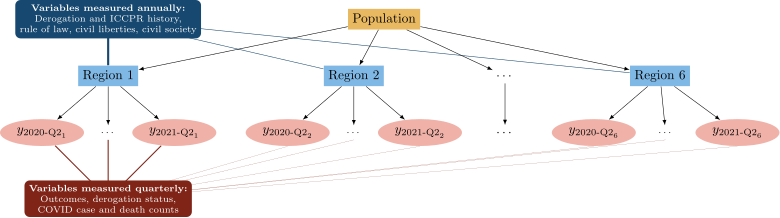 Variables measured annually:
Derogation and ICCPR history,
rule of law, civil liberties, civil society
Population
Region 1
Region 2
...
Region 6
y2020-Q2₁
...
y2021-Q2₁
y2020-Q2₂
...
y2021-Q2₂
...
y2020-Q2₆
...
y2021-Q2₆
Variables measured quarterly:
Outcomes, derogation status,
COVID case and death counts